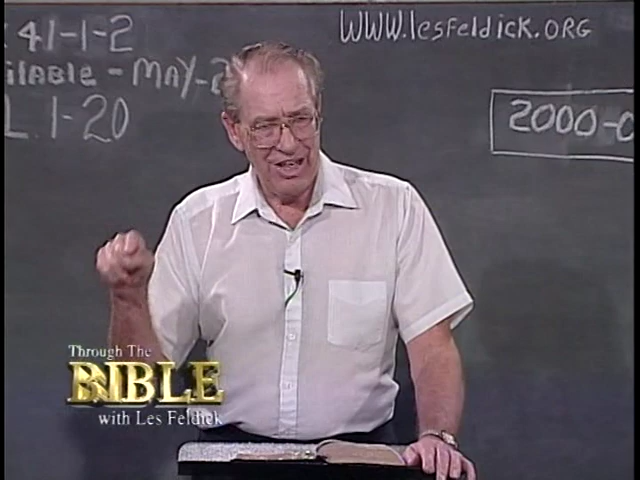 41-1-2
WWW.lesfeldick.ORG
ilable - MAY-2
L. 1-20
2000-0
Through The
BIBLE
with Les Feldick